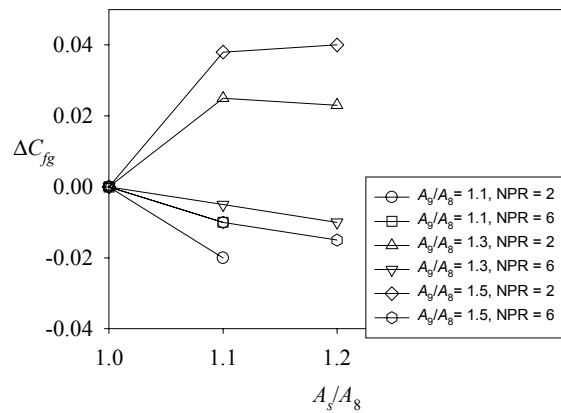 0.04
0.02
ΔC_fg
0.00
-0.02
-0.04
1.0
1.1
1.2
A_s/A_8
A_9/A_8= 1.1, NPR = 2
A_9/A_8= 1.1, NPR = 6
A_9/A_8= 1.3, NPR = 2
A_9/A_8= 1.3, NPR = 6
A_9/A_8= 1.5, NPR = 2
A_9/A_8= 1.5, NPR = 6